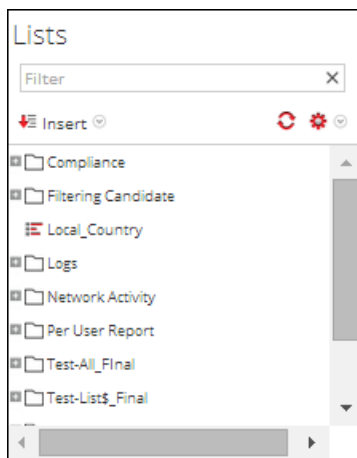 Lists
Filter
Insert
Compliance
Filtering Candidate
Local_Country
Logs
Network Activity
Per User Report
Test-All_FInal
Test-List$_Final